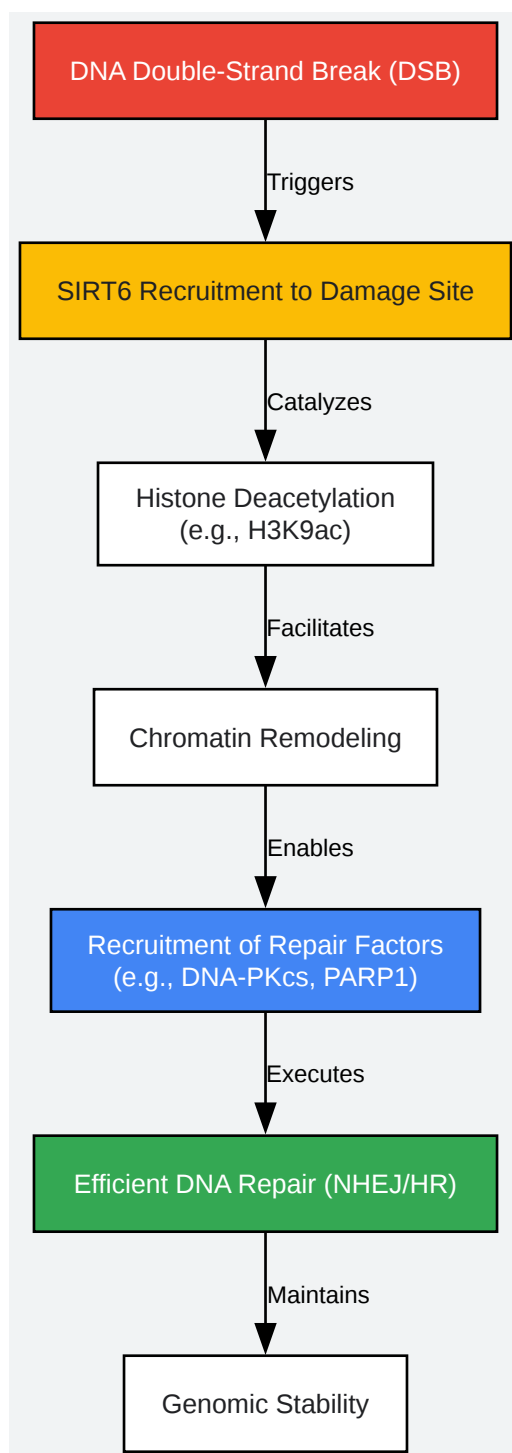 DNA Double-Strand Break (DSB)
Triggers
SIRT6 Recruitment to Damage Site
Catalyzes
Histone Deacetylation
(e.g., H3K9ac)
Facilitates
Chromatin Remodeling
Enables
Recruitment of Repair Factors
(e.g., DNA-PKcs, PARP1)
Executes
Efficient DNA Repair (NHEJ/HR)
Maintains
Genomic Stability